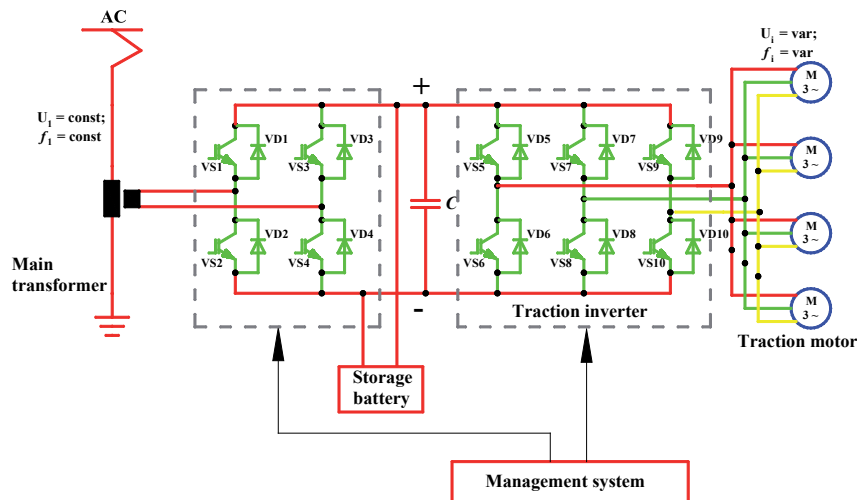 AC
U1 = const;
f1 = const
Main
transformer
VS1
VD1
VS3
VD3
VS2
VD2
VS4
VD4
+
C
-
VS5
VD5
VS7
VD7
VS9
VD9
VS6
VD6
VS8
VD8
VS10
VD10
Traction inverter
Ui = var;
fi = var
M
3 ~
M
3 ~
M
3 ~
M
3 ~
Traction motor
Storage
battery
Management system